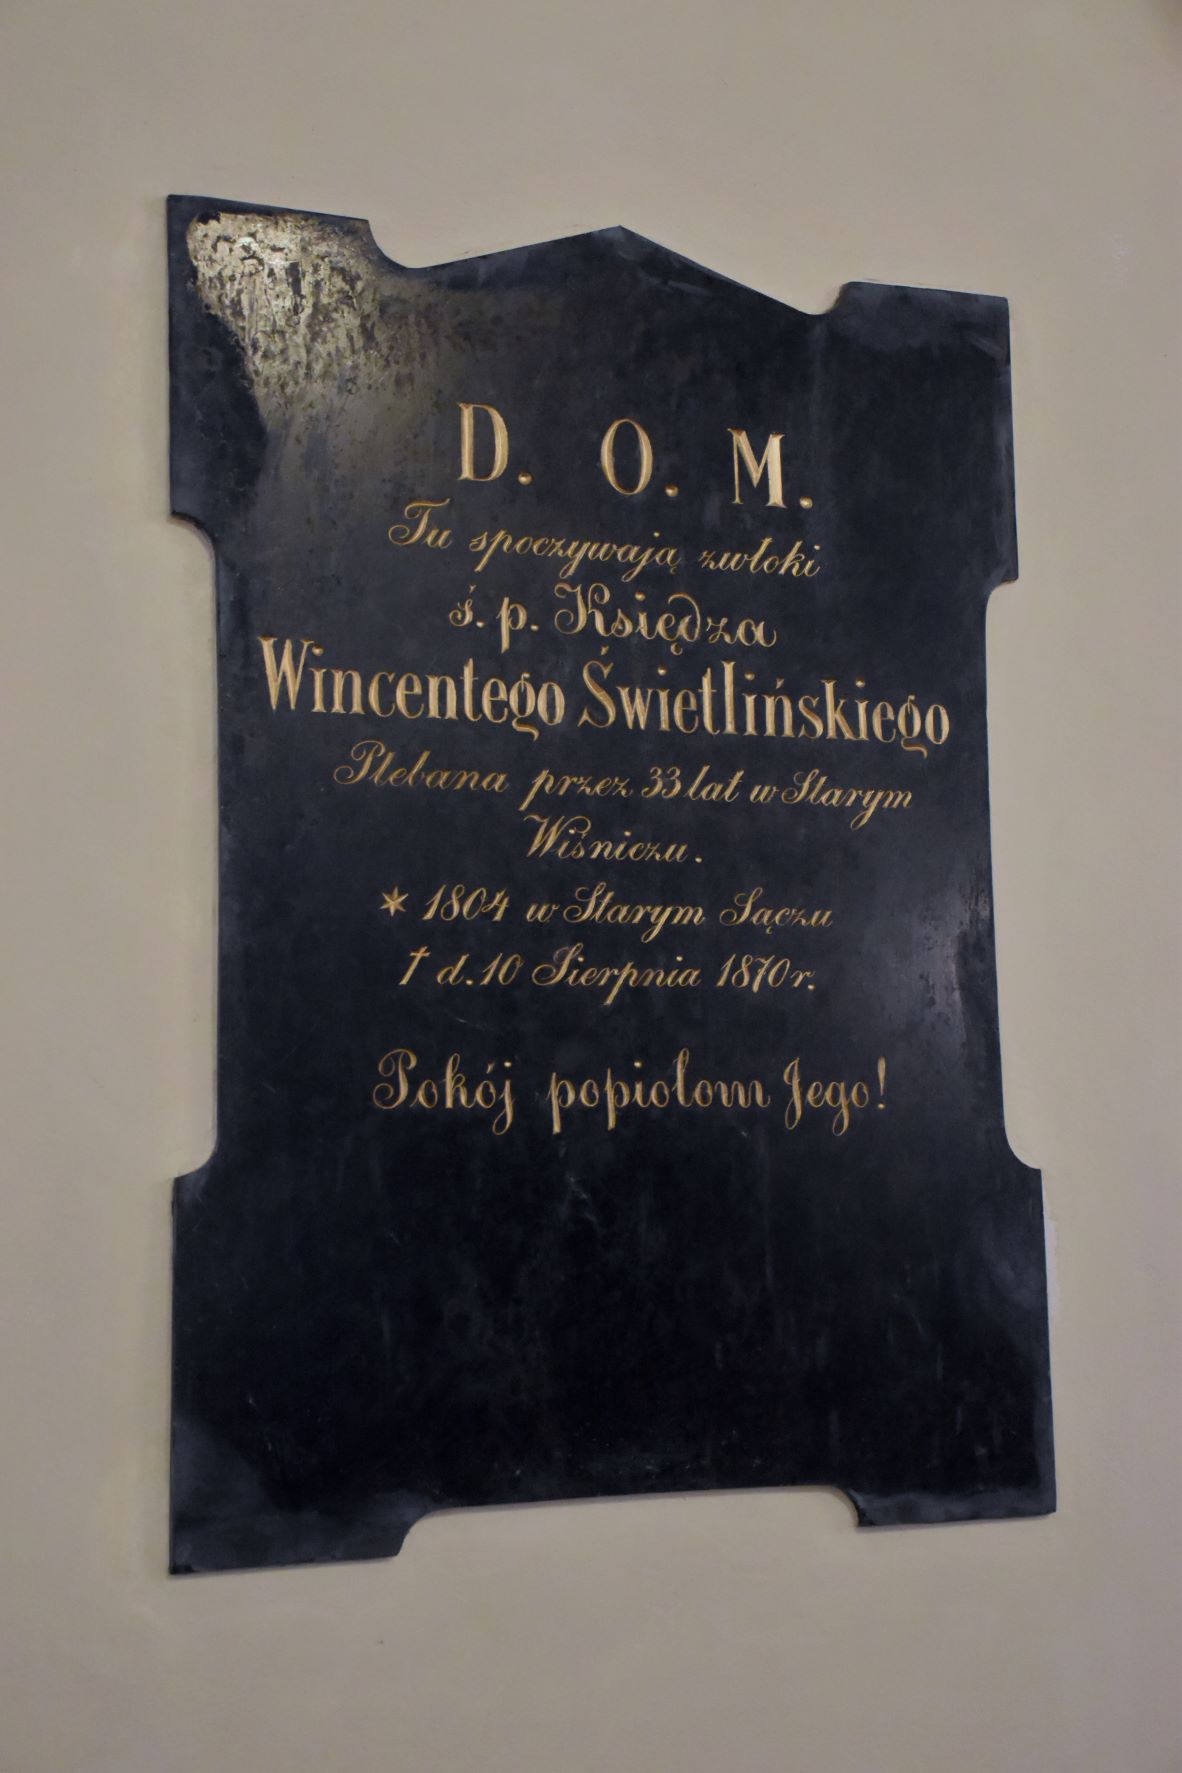 D. O. M.
Tu spoczywają zwłoki
ś. p. Księdza
Wincentego Świetlińskiego
Plebana przez 33 lat w Starym
Wiśniczu.
* 1804 w Starym Sączu
† d. 10 Sierpnia 1870 r.
Pokój popiołom Jego!